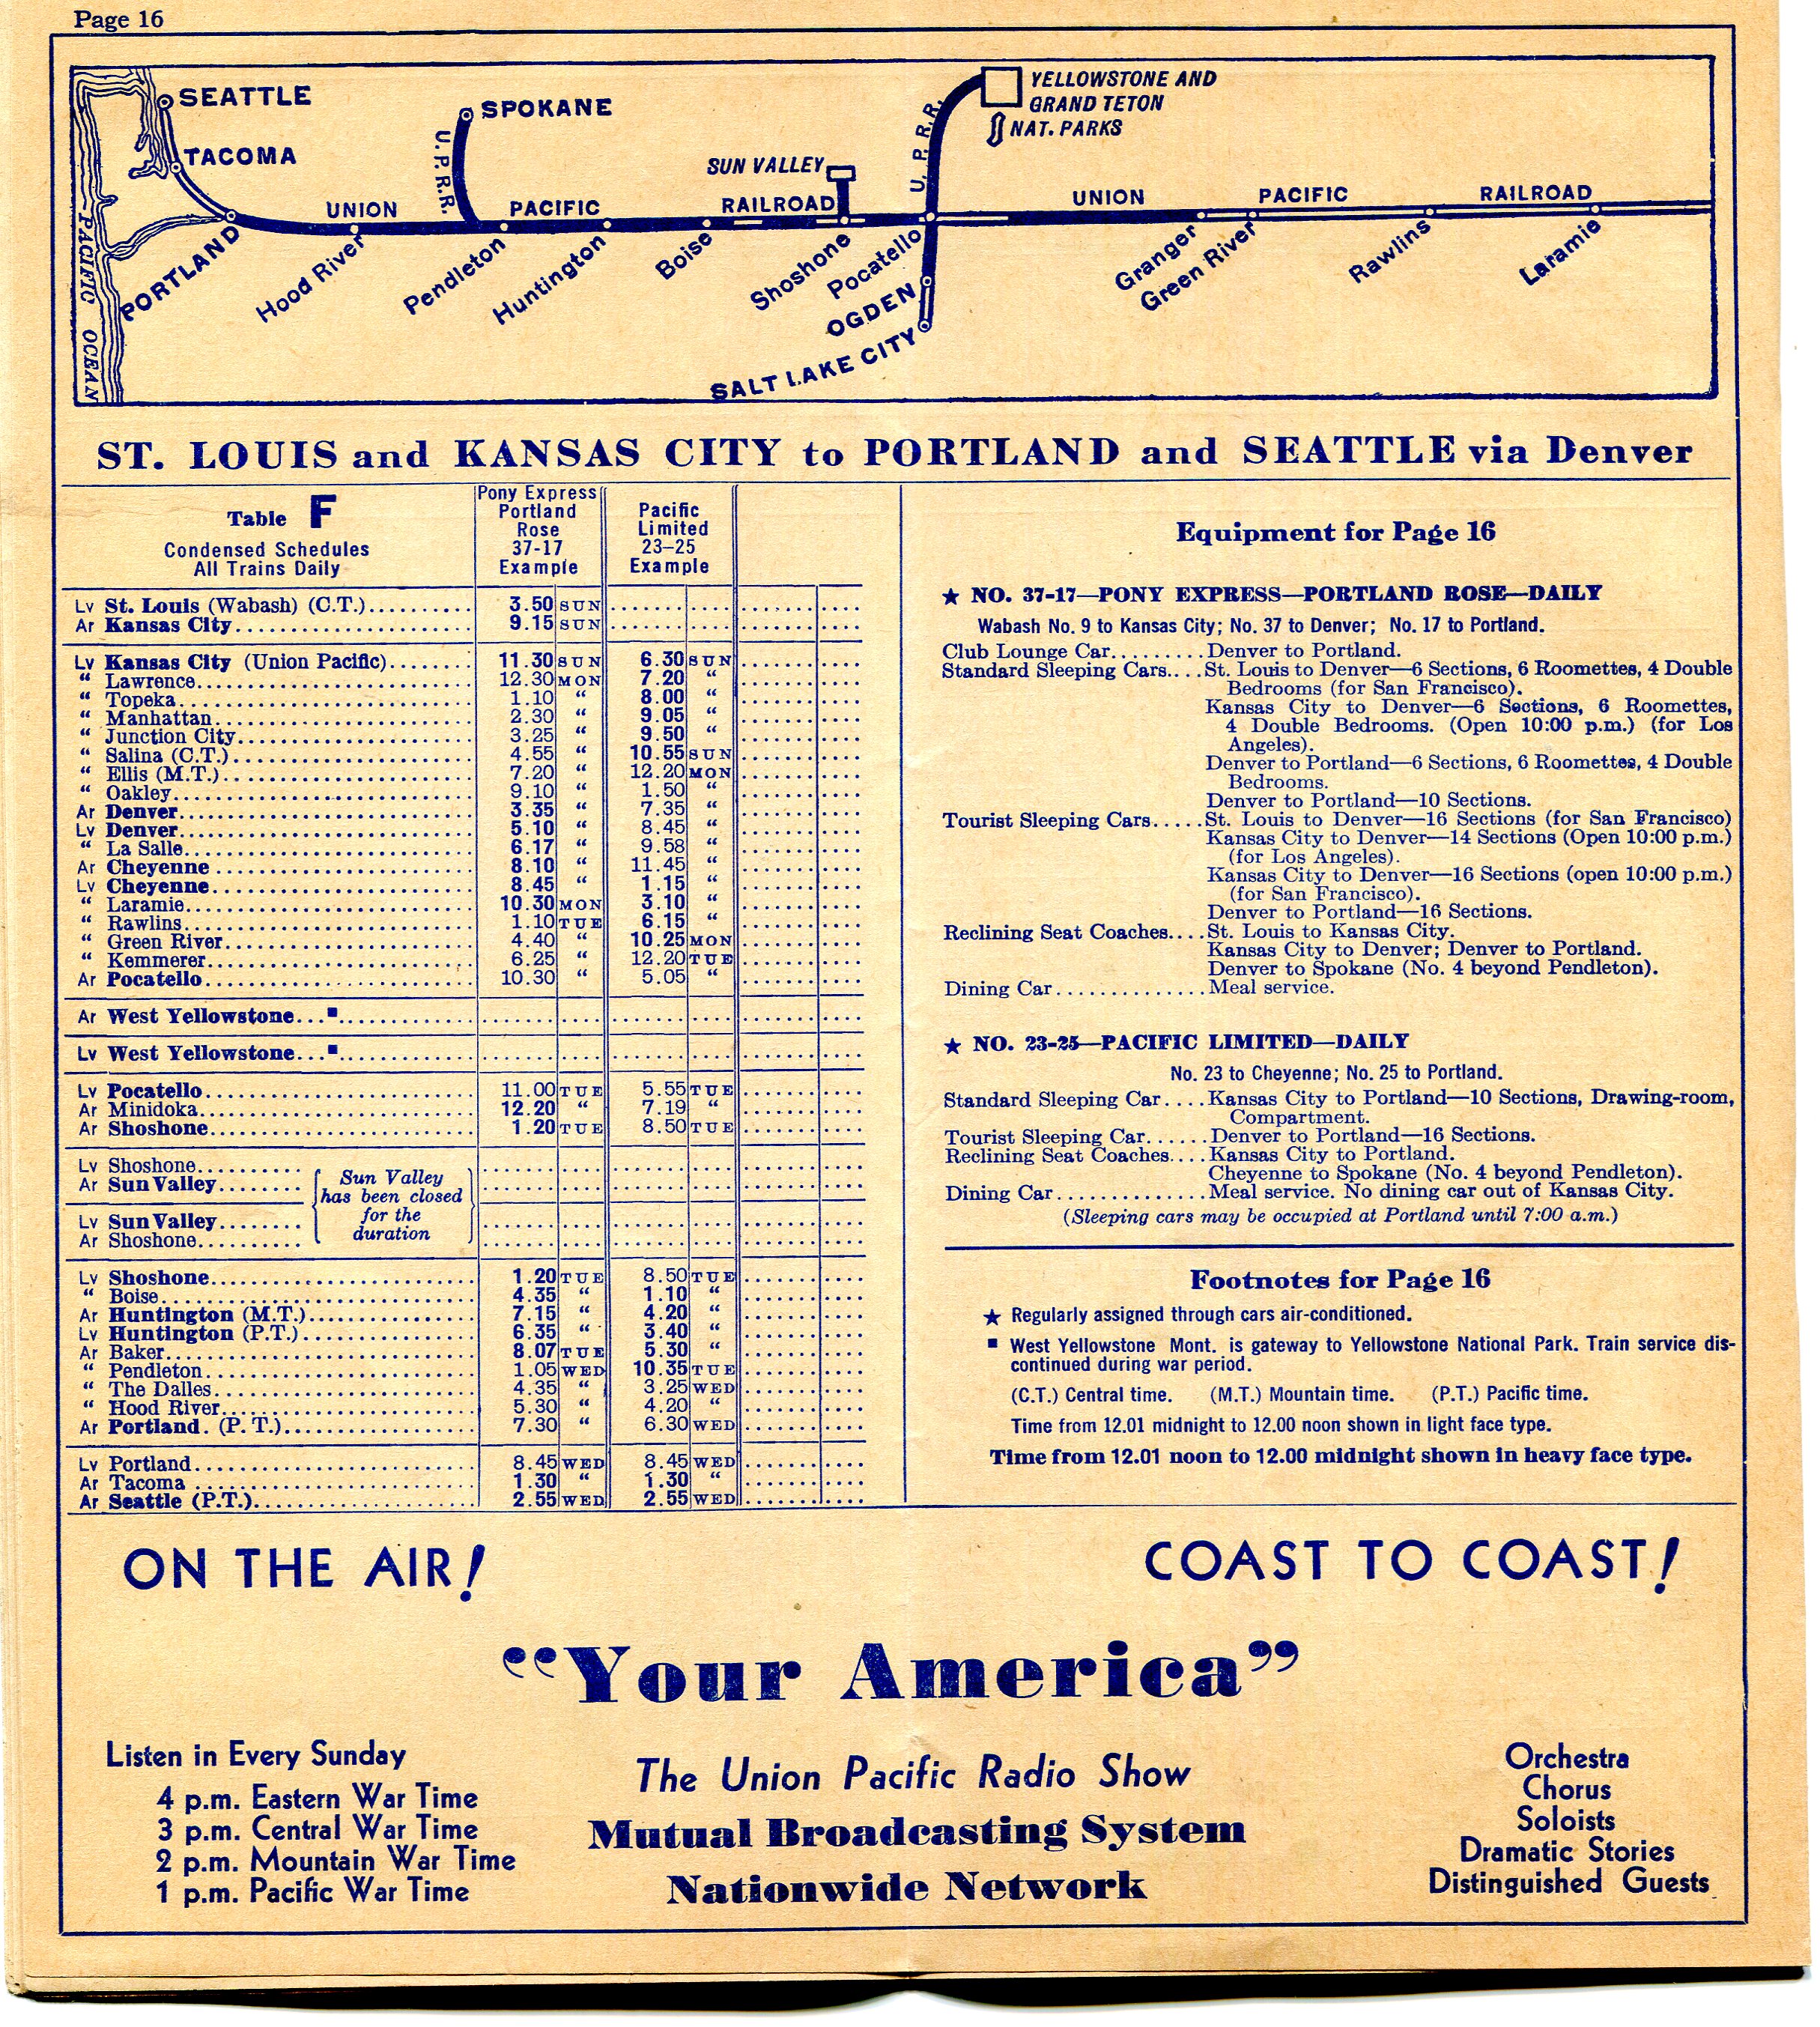 Page 16
SEATTLE
TACOMA
PORTLAND
PACIFIC OCEAN
Hood River
UNION
U. P. R.R.
SPOKANE
Pendleton
PACIFIC
Huntington
Boise
RAILROAD
SUN VALLEY
Shoshone
Pocatello
OGDEN
SALT LAKE CITY
U. P. R.R.
YELLOWSTONE AND
GRAND TETON
NAT. PARKS
UNION
Granger
Green River
PACIFIC
Rawlins
RAILROAD
Laramie
ST. LOUIS and KANSAS CITY to PORTLAND and SEATTLE via Denver
Table F
Condensed Schedules
All Trains Daily
Pony Express
Portland
Rose
37-17
Example
Pacific
Limited
23–25
Example
Lv St. Louis (Wabash) (C.T.).......... 3.50 SUN
Ar Kansas City.......... 9.15 SUN
Lv Kansas City (Union Pacific)........ 11.30 SUN 6.30 SUN
“ Lawrence.......... 12.30 MON 7.20 “
“ Topeka.......... 1.10 “ 8.00 “
“ Manhattan.......... 2.30 “ 9.05 “
“ Junction City.......... 3.25 “ 9.50 “
“ Salina (C.T.).......... 4.55 “ 10.55 SUN
“ Ellis (M.T.).......... 7.20 “ 12.20 MON
“ Oakley.......... 9.10 “ 1.50 “
Ar Denver.......... 3.35 “ 7.35 “
Lv Denver.......... 5.10 “ 8.45 “
“ La Salle.......... 6.17 “ 9.58 “
Ar Cheyenne.......... 8.10 “ 11.45 “
Lv Cheyenne.......... 8.45 “ 1.15 “
“ Laramie.......... 10.30 MON 3.10 “
“ Rawlins.......... 1.10 TUE 6.15 “
“ Green River.......... 4.40 “ 10.25 MON
“ Kemmerer.......... 6.25 “ 12.20 TUE
Ar Pocatello.......... 10.30 “ 5.05 “
Ar West Yellowstone...■..........
Lv West Yellowstone...■..........
Lv Pocatello.......... 11.00 TUE 5.55 TUE
Ar Minidoka.......... 12.20 “ 7.19 “
Ar Shoshone.......... 1.20 TUE 8.50 TUE
Lv Shoshone..........
Ar Sun Valley........
Lv Sun Valley........
Ar Shoshone..........
Sun Valley
has been closed
for the
duration
Lv Shoshone.......... 1.20 TUE 8.50 TUE
“ Boise.......... 4.35 “ 1.10 “
Ar Huntington (M.T.).......... 7.15 “ 4.20 “
Lv Huntington (P.T.).......... 6.35 “ 3.40 “
Ar Baker.......... 8.07 TUE 5.30 “
“ Pendleton.......... 1.05 WED 10.35 TUE
“ The Dalles.......... 4.35 “ 3.25 WED
“ Hood River.......... 5.30 “ 4.20 “
Ar Portland. (P. T.).......... 7.30 “ 6.30 WED
Lv Portland.......... 8.45 WED 8.45 WED
Ar Tacoma .......... 1.30 “ 1.30 “
Ar Seattle (P.T.).......... 2.55 WED 2.55 WED
Equipment for Page 16
★ NO. 37-17—PONY EXPRESS—PORTLAND ROSE—DAILY
Wabash No. 9 to Kansas City; No. 37 to Denver; No. 17 to Portland.
Club Lounge Car.........Denver to Portland.
Standard Sleeping Cars....St. Louis to Denver—6 Sections, 6 Roomettes, 4 Double
Bedrooms (for San Francisco).
Kansas City to Denver—6 Sections, 6 Roomettes,
4 Double Bedrooms. (Open 10:00 p.m.) (for Los
Angeles).
Denver to Portland—6 Sections, 6 Roomettes, 4 Double
Bedrooms.
Denver to Portland—10 Sections.
Tourist Sleeping Cars.....St. Louis to Denver—16 Sections (for San Francisco)
Kansas City to Denver—14 Sections (Open 10:00 p.m.)
(for Los Angeles).
Kansas City to Denver—16 Sections (open 10:00 p.m.)
(for San Francisco).
Denver to Portland—16 Sections.
Reclining Seat Coaches....St. Louis to Kansas City.
Kansas City to Denver; Denver to Portland.
Denver to Spokane (No. 4 beyond Pendleton).
Dining Car..............Meal service.
★ NO. 23-25—PACIFIC LIMITED—DAILY
No. 23 to Cheyenne; No. 25 to Portland.
Standard Sleeping Car....Kansas City to Portland—10 Sections, Drawing-room,
Compartment.
Tourist Sleeping Car......Denver to Portland—16 Sections.
Reclining Seat Coaches....Kansas City to Portland.
Cheyenne to Spokane (No. 4 beyond Pendleton).
Dining Car..............Meal service. No dining car out of Kansas City.
(Sleeping cars may be occupied at Portland until 7:00 a.m.)
Footnotes for Page 16
★ Regularly assigned through cars air-conditioned.
■ West Yellowstone Mont. is gateway to Yellowstone National Park. Train service dis-
continued during war period.
(C.T.) Central time. (M.T.) Mountain time. (P.T.) Pacific time.
Time from 12.01 midnight to 12.00 noon shown in light face type.
Time from 12.01 noon to 12.00 midnight shown in heavy face type.
ON THE AIR!
COAST TO COAST!
“Your America”
Listen in Every Sunday
4 p.m. Eastern War Time
3 p.m. Central War Time
2 p.m. Mountain War Time
1 p.m. Pacific War Time
The Union Pacific Radio Show
Mutual Broadcasting System
Nationwide Network
Orchestra
Chorus
Soloists
Dramatic Stories
Distinguished Guests